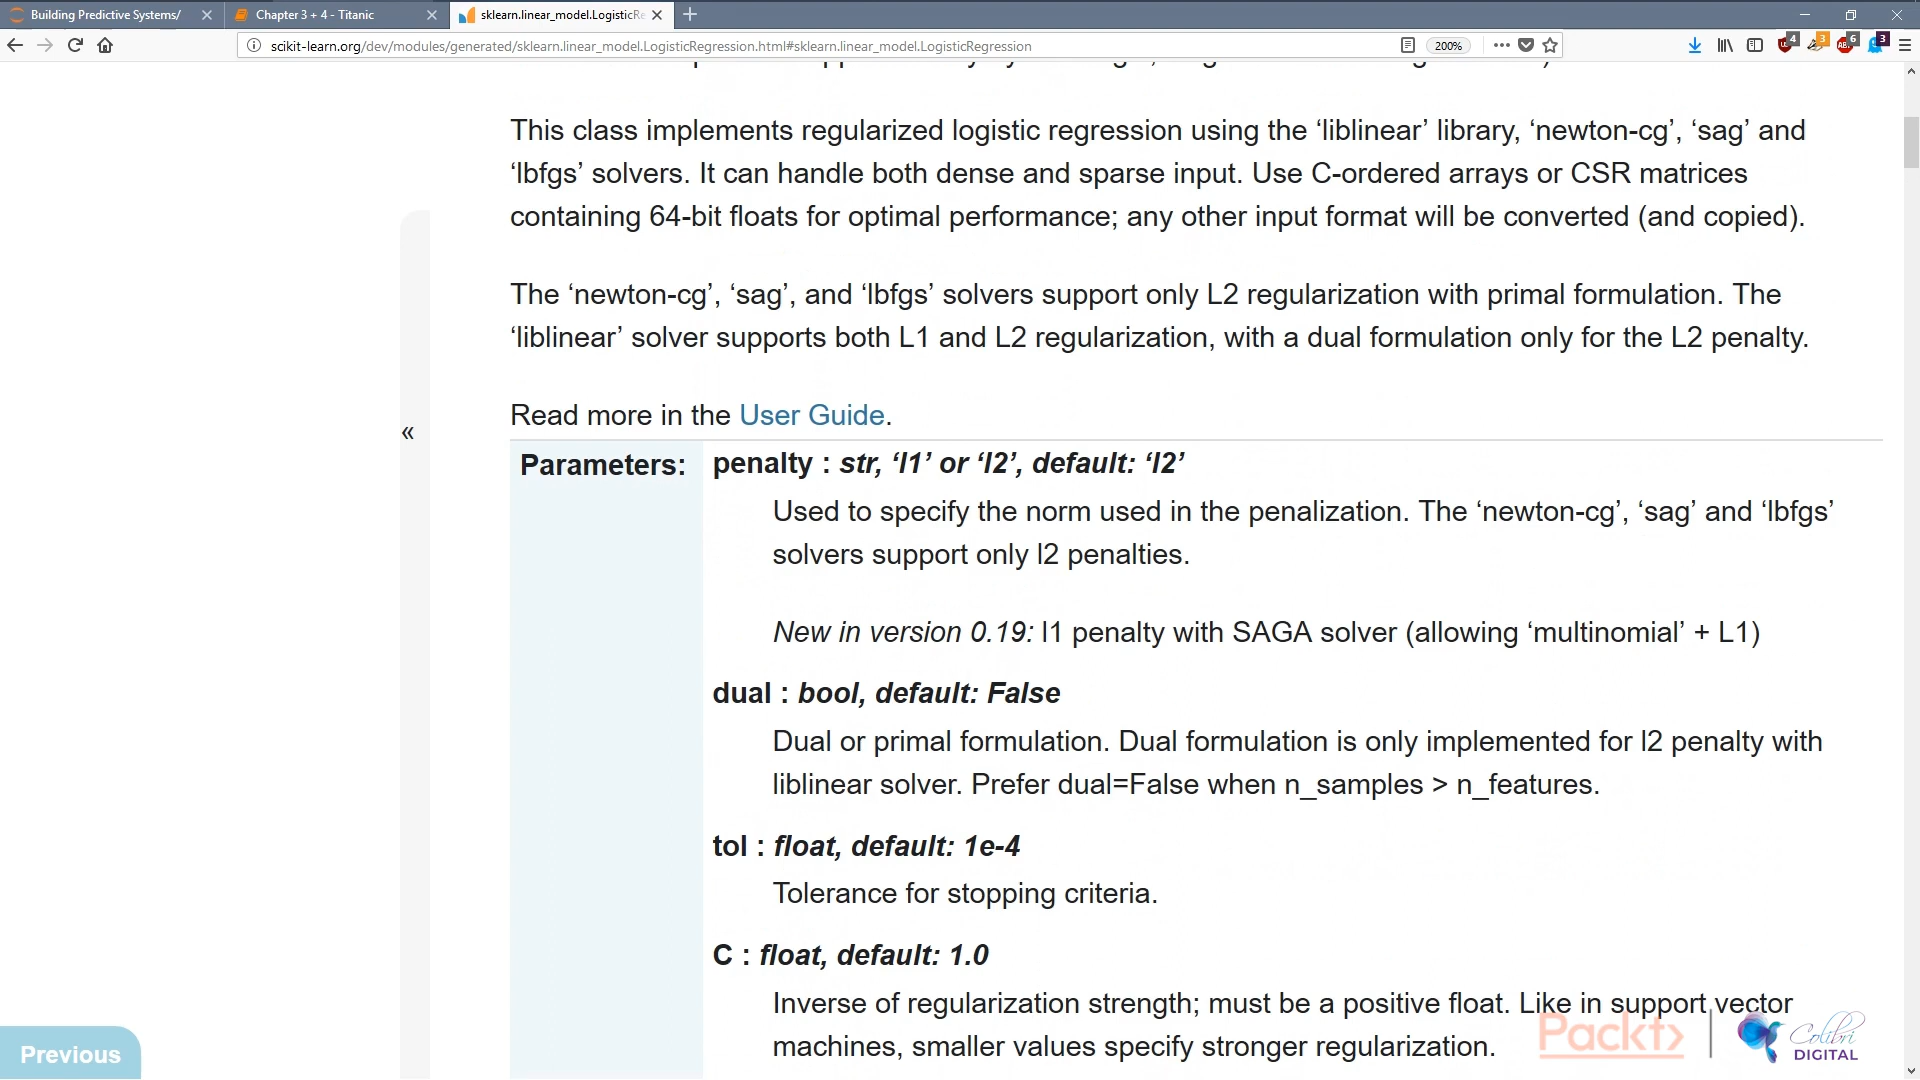 Building Predictive Systems/
Chapter 3 + 4 - Titanic
sklearn.linear_model.LogisticRe
scikit-learn.org/dev/modules/generated/sklearn.linear_model.LogisticRegression.html#sklearn.linear_model.LogisticRegression
200%
4
3
6
3
This class implements regularized logistic regression using the ‘liblinear’ library, ‘newton-cg’, ‘sag’ and
‘lbfgs’ solvers. It can handle both dense and sparse input. Use C-ordered arrays or CSR matrices
containing 64-bit floats for optimal performance; any other input format will be converted (and copied).
The ‘newton-cg’, ‘sag’, and ‘lbfgs’ solvers support only L2 regularization with primal formulation. The
‘liblinear’ solver supports both L1 and L2 regularization, with a dual formulation only for the L2 penalty.
Read more in the User Guide.
«
Parameters:
penalty : str, ‘l1’ or ‘l2’, default: ‘l2’
Used to specify the norm used in the penalization. The ‘newton-cg’, ‘sag’ and ‘lbfgs’
solvers support only l2 penalties.
New in version 0.19: l1 penalty with SAGA solver (allowing ‘multinomial’ + L1)
dual : bool, default: False
Dual or primal formulation. Dual formulation is only implemented for l2 penalty with
liblinear solver. Prefer dual=False when n_samples > n_features.
tol : float, default: 1e-4
Tolerance for stopping criteria.
C : float, default: 1.0
Inverse of regularization strength; must be a positive float. Like in support vector
machines, smaller values specify stronger regularization.
Previous
Packt>
Colibri
DIGITAL